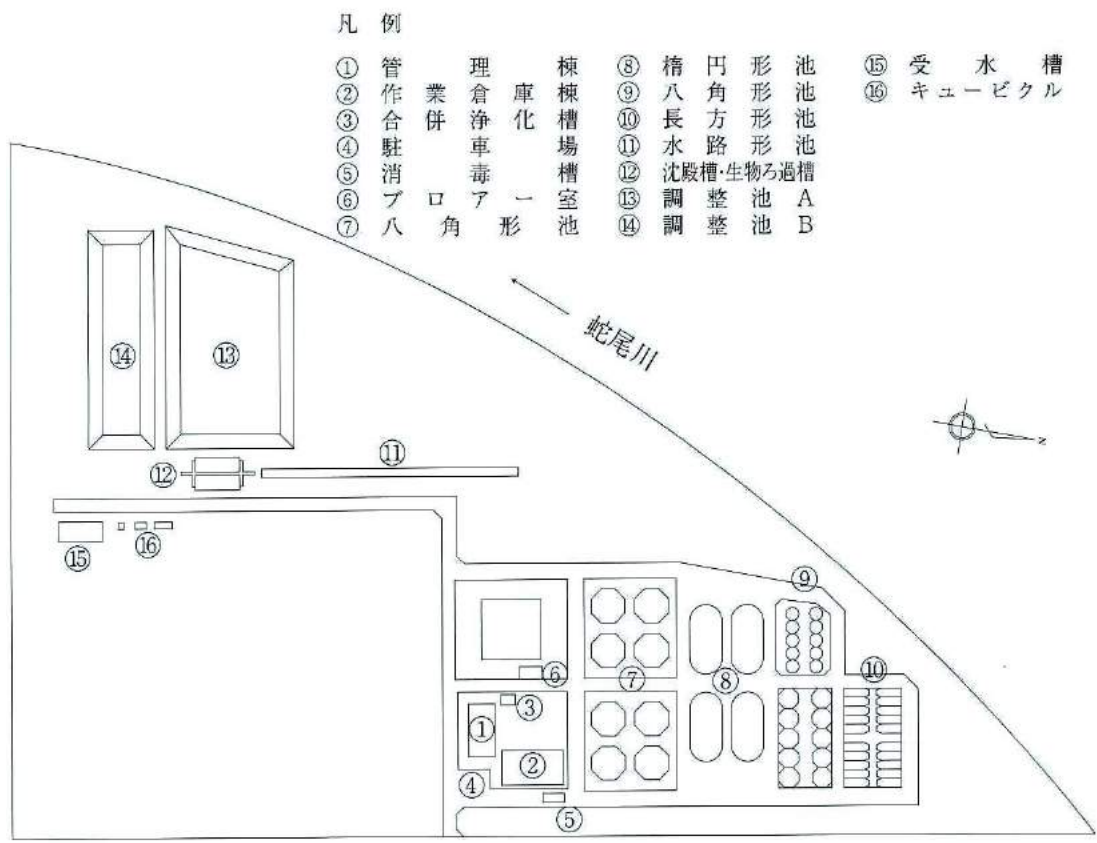 凡例
① 管理棟
② 作業倉庫棟
③ 合併浄化槽
④ 駐車場
⑤ 消毒槽
⑥ ブロアー室
⑦ 八角形池
⑧ 楕円形池
⑨ 八角形池
⑩ 長方形池
⑪ 水路形池
⑫ 沈殿槽・生物ろ過槽
⑬ 調整池A
⑭ 調整池B
⑮ 受水槽
⑯ キュービクル
蛇尾川
N
⑭
⑬
⑪
⑫
⑮
⑯
⑨
⑥
⑦
⑧
⑩
③
①
②
④
⑤